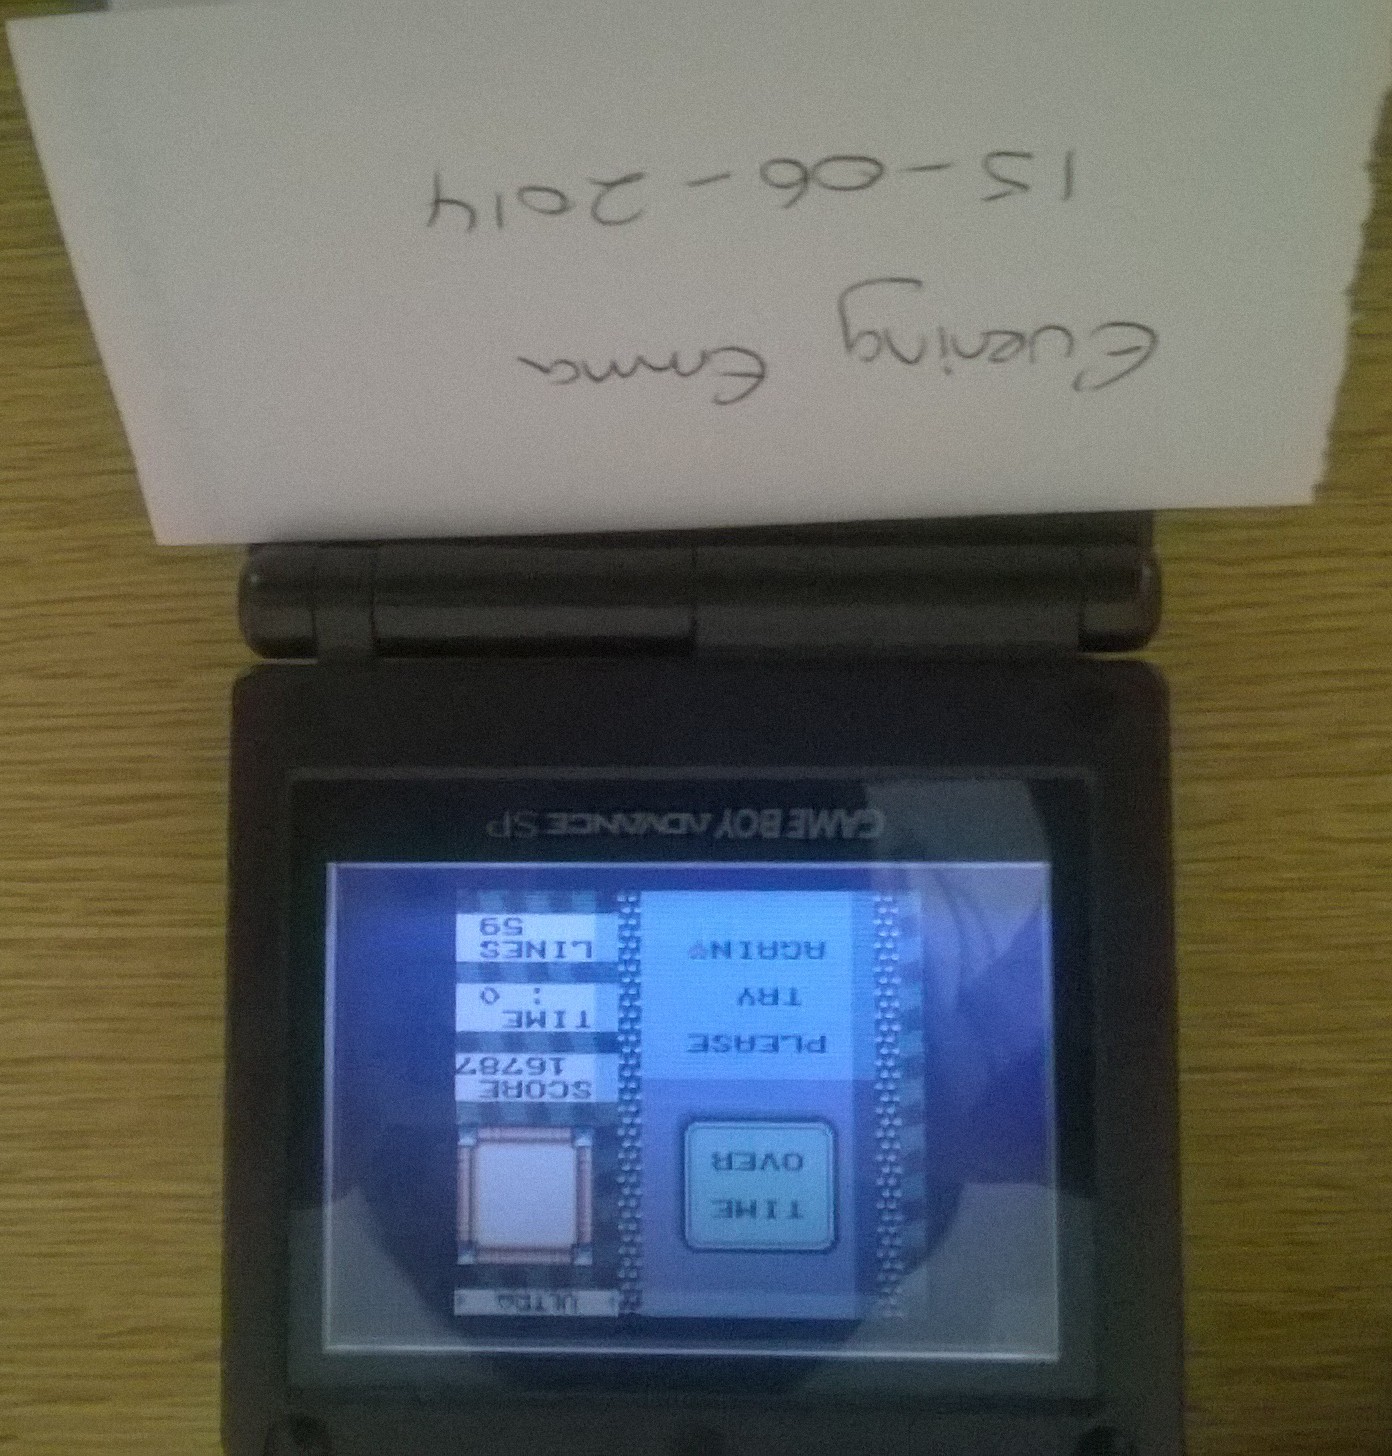 ULTRA
TIME
OVER
PLEASE
TRY
AGAIN?
SCORE
16787
TIME
: 0
LINES
59
GAME BOY ADVANCE SP
Evening Emma
15-06-2014